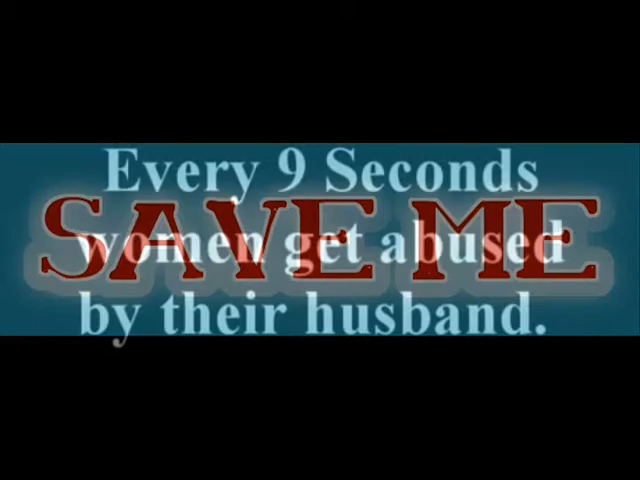 Every 9 Seconds
SAVE ME
women get abused
by their husband.